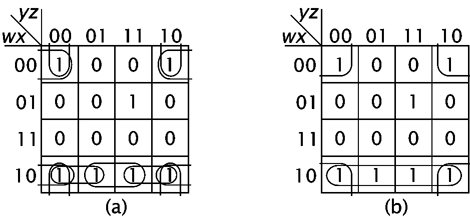 yz yz
wx 00 01 11 10 wx 00 01 11 10
00 1 0 0 1 00 1 0 0 1
01 0 0 1 0 01 0 0 1 0
11 0 0 0 0 11 0 0 0 0
10 1 1 1 1 10 1 1 1 1
(a) (b)